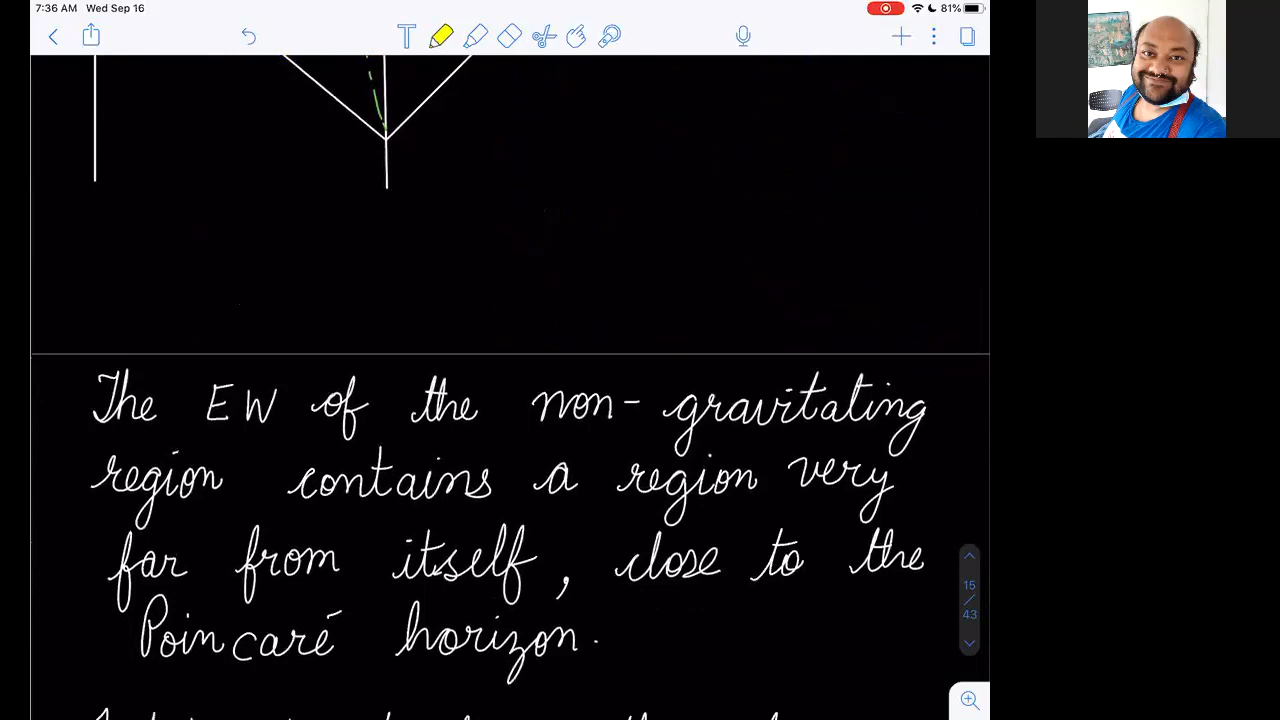 7:36 AM Wed Sep 16
81%
T
The EW of the non-gravitating
region contains a region very
far from itself, close to the
Poincaré horizon.
15
/
43